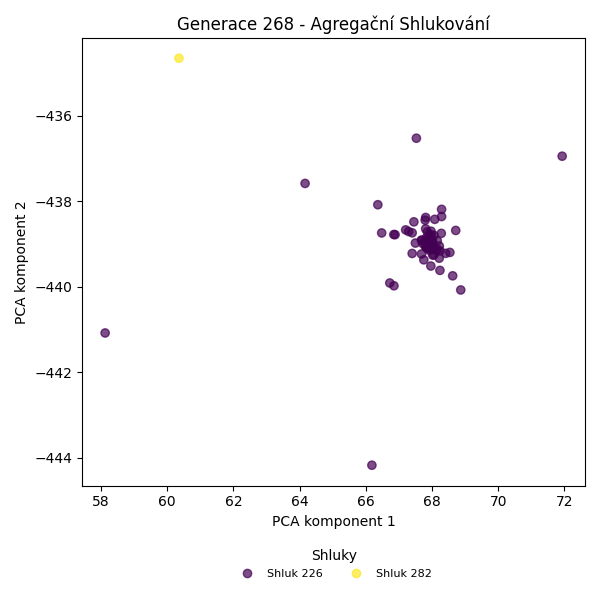 Generace 268 - Agregační Shlukování
PCA komponent 2
−436
−438
−440
−442
−444
58 60 62 64 66 68 70 72
PCA komponent 1
Shluky
Shluk 226 Shluk 282